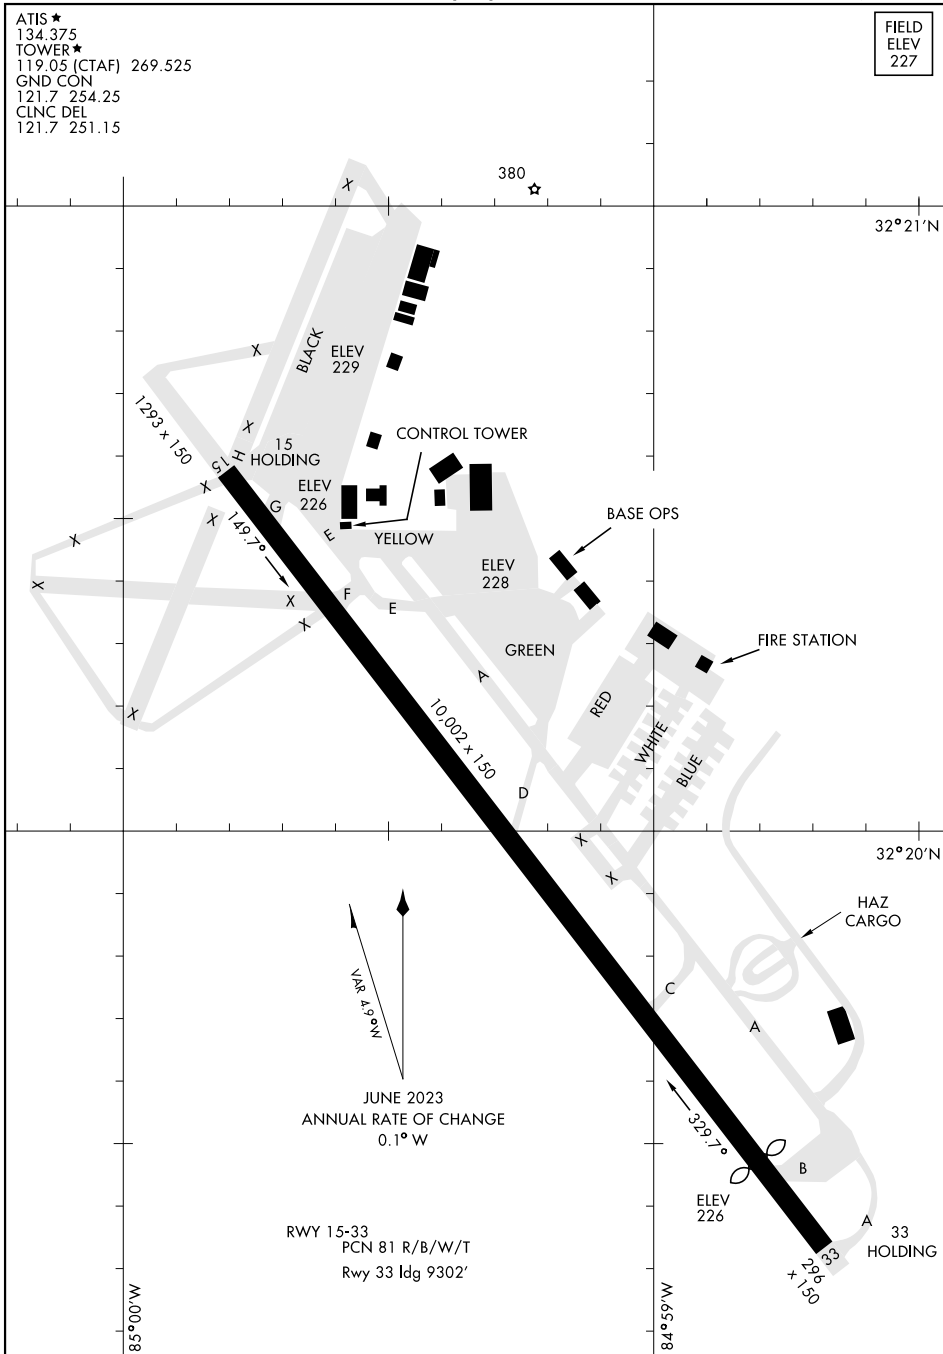 ATIS ★
134.375
TOWER ★
119.05 (CTAF) 269.525
GND CON
121.7 254.25
CLNC DEL
121.7 251.15
FIELD
ELEV
227
380
32°21'N
X
BLACK
ELEV
229
X
1293 x 150
X
H
15
HOLDING
CONTROL TOWER
15
X
ELEV
226
G
X
149.7°
E
YELLOW
BASE OPS
X
ELEV
228
X
X
F
E
X
GREEN
FIRE STATION
A
RED
X
10,002 x 150
WHITE
BLUE
D
X
32°20'N
X
HAZ
CARGO
VAR 4.9°W
C
A
JUNE 2023
ANNUAL RATE OF CHANGE
0.1° W
329.7°
B
ELEV
226
A
33
HOLDING
RWY 15-33
PCN 81 R/B/W/T
Rwy 33 ldg 9302'
33
296
x 150
85°00'W
84°59'W